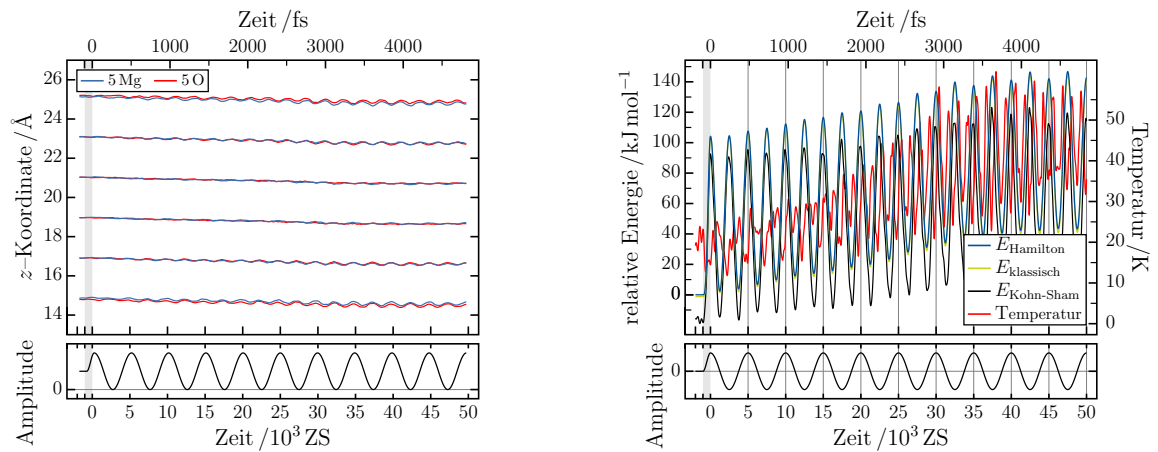 Zeit /fs
0 1000 2000 3000 4000
z–Koordinate / Å
26
24
22
20
18
16
14
5 Mg 5 O
Amplitude
0
0 5 10 15 20 25 30 35 40 45 50
Zeit /10³ ZS
Zeit /fs
0 1000 2000 3000 4000
relative Energie /kJ mol⁻¹
140
120
100
80
60
40
20
0
0
Temperatur /K
50
40
30
20
10
0
E_Hamilton
E_klassisch
E_Kohn-Sham
Temperatur
Amplitude
0
0 5 10 15 20 25 30 35 40 45 50
Zeit /10³ ZS